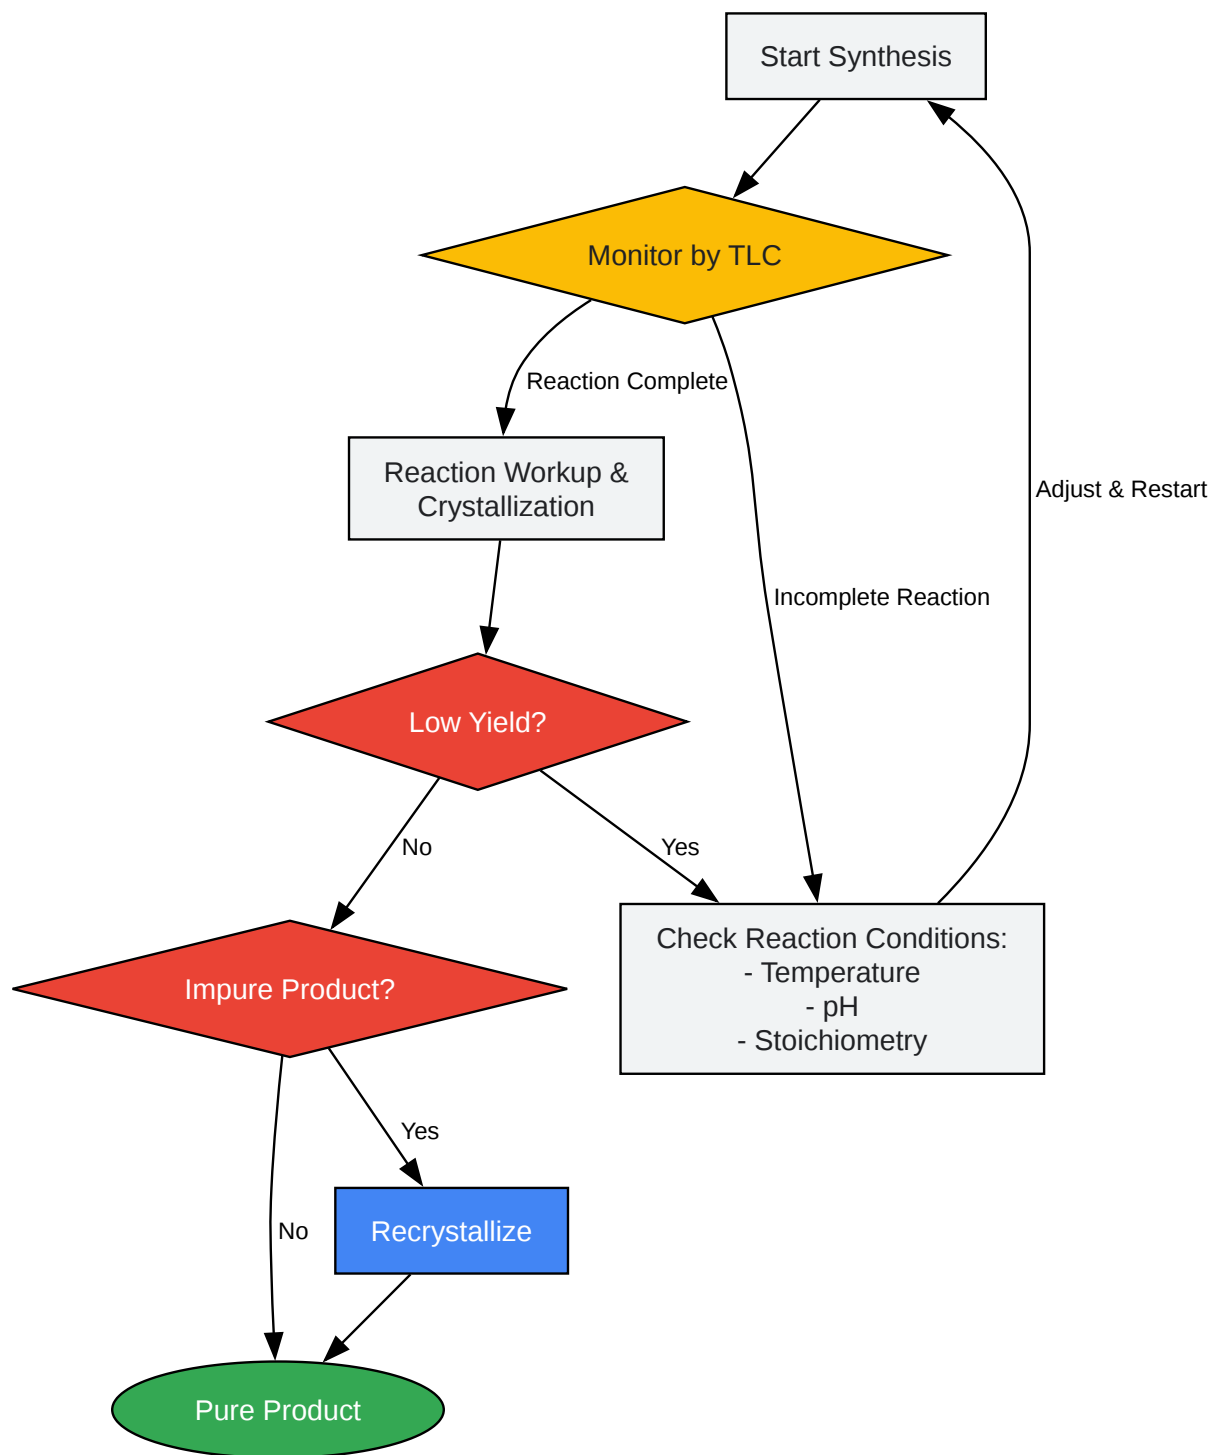 Start Synthesis
Monitor by TLC
Reaction Complete
Reaction Workup &
Crystallization
Adjust & Restart
Incomplete Reaction
Low Yield?
No
Yes
Check Reaction Conditions:
- Temperature
- pH
- Stoichiometry
Impure Product?
Yes
No
Recrystallize
Pure Product